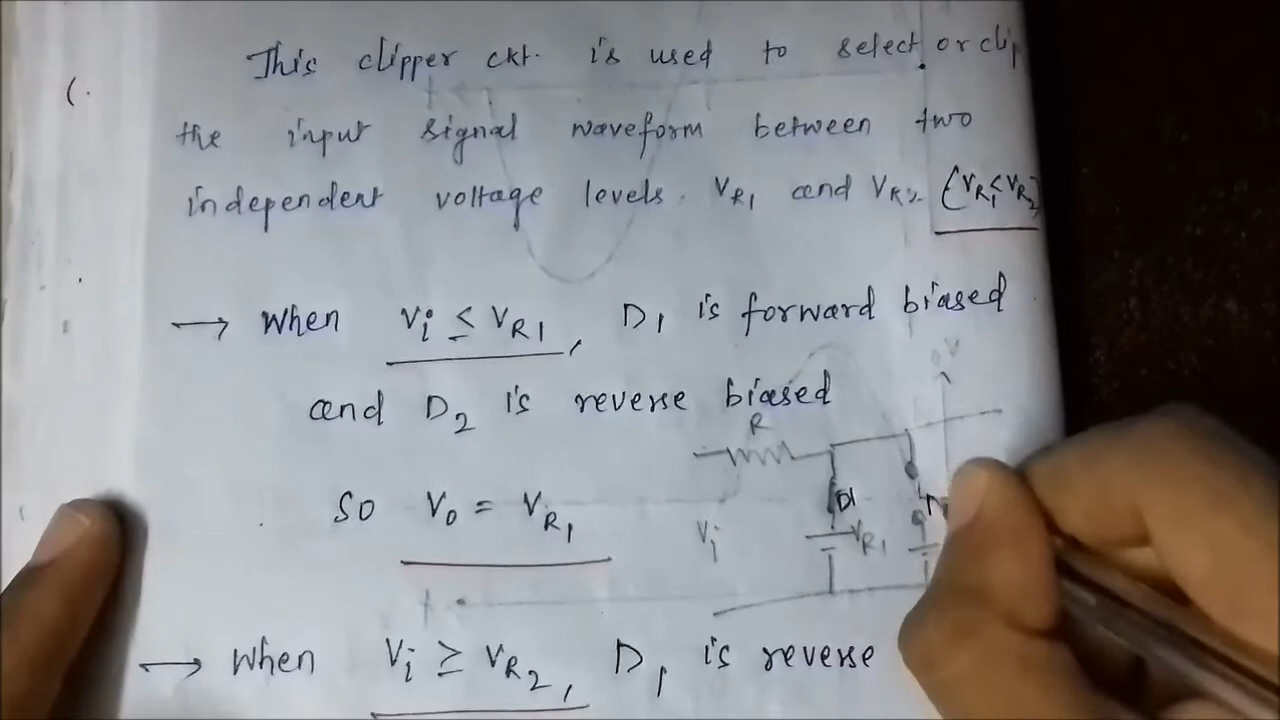 (.
This clipper ckt. is used to select or clip
the input signal waveform between two
independent voltage levels. VR1 and VR2. (VR1<VR2)
→ When Vi ≤ VR1, D1 is forward biased
and D2 is reverse biased
R
So Vo = VR1
D1
Vi
VR1
→ When Vi ≥ VR2, D1 is reverse